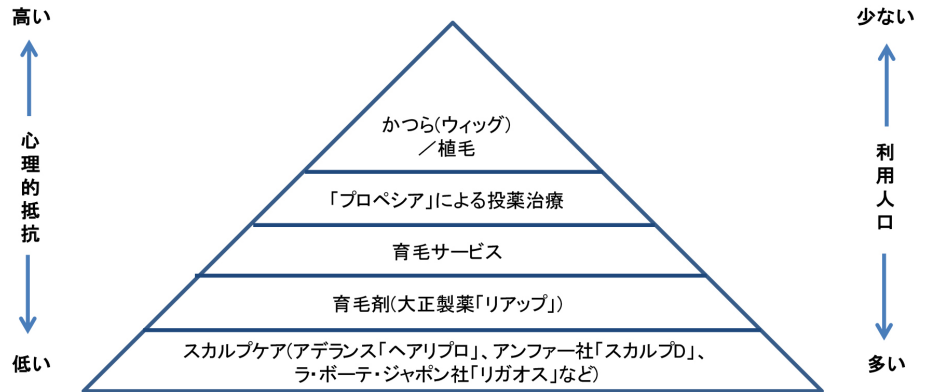 高い
少ない
心理的抵抗
利用人口
かつら(ウィッグ)
／植毛
「プロペシア」による投薬治療
育毛サービス
育毛剤(大正製薬「リアップ」)
スカルプケア(アデランス「ヘアリプロ」、アンファー社「スカルプD」、
ラ・ボーテ・ジャポン社「リガオス」など)
低い
多い